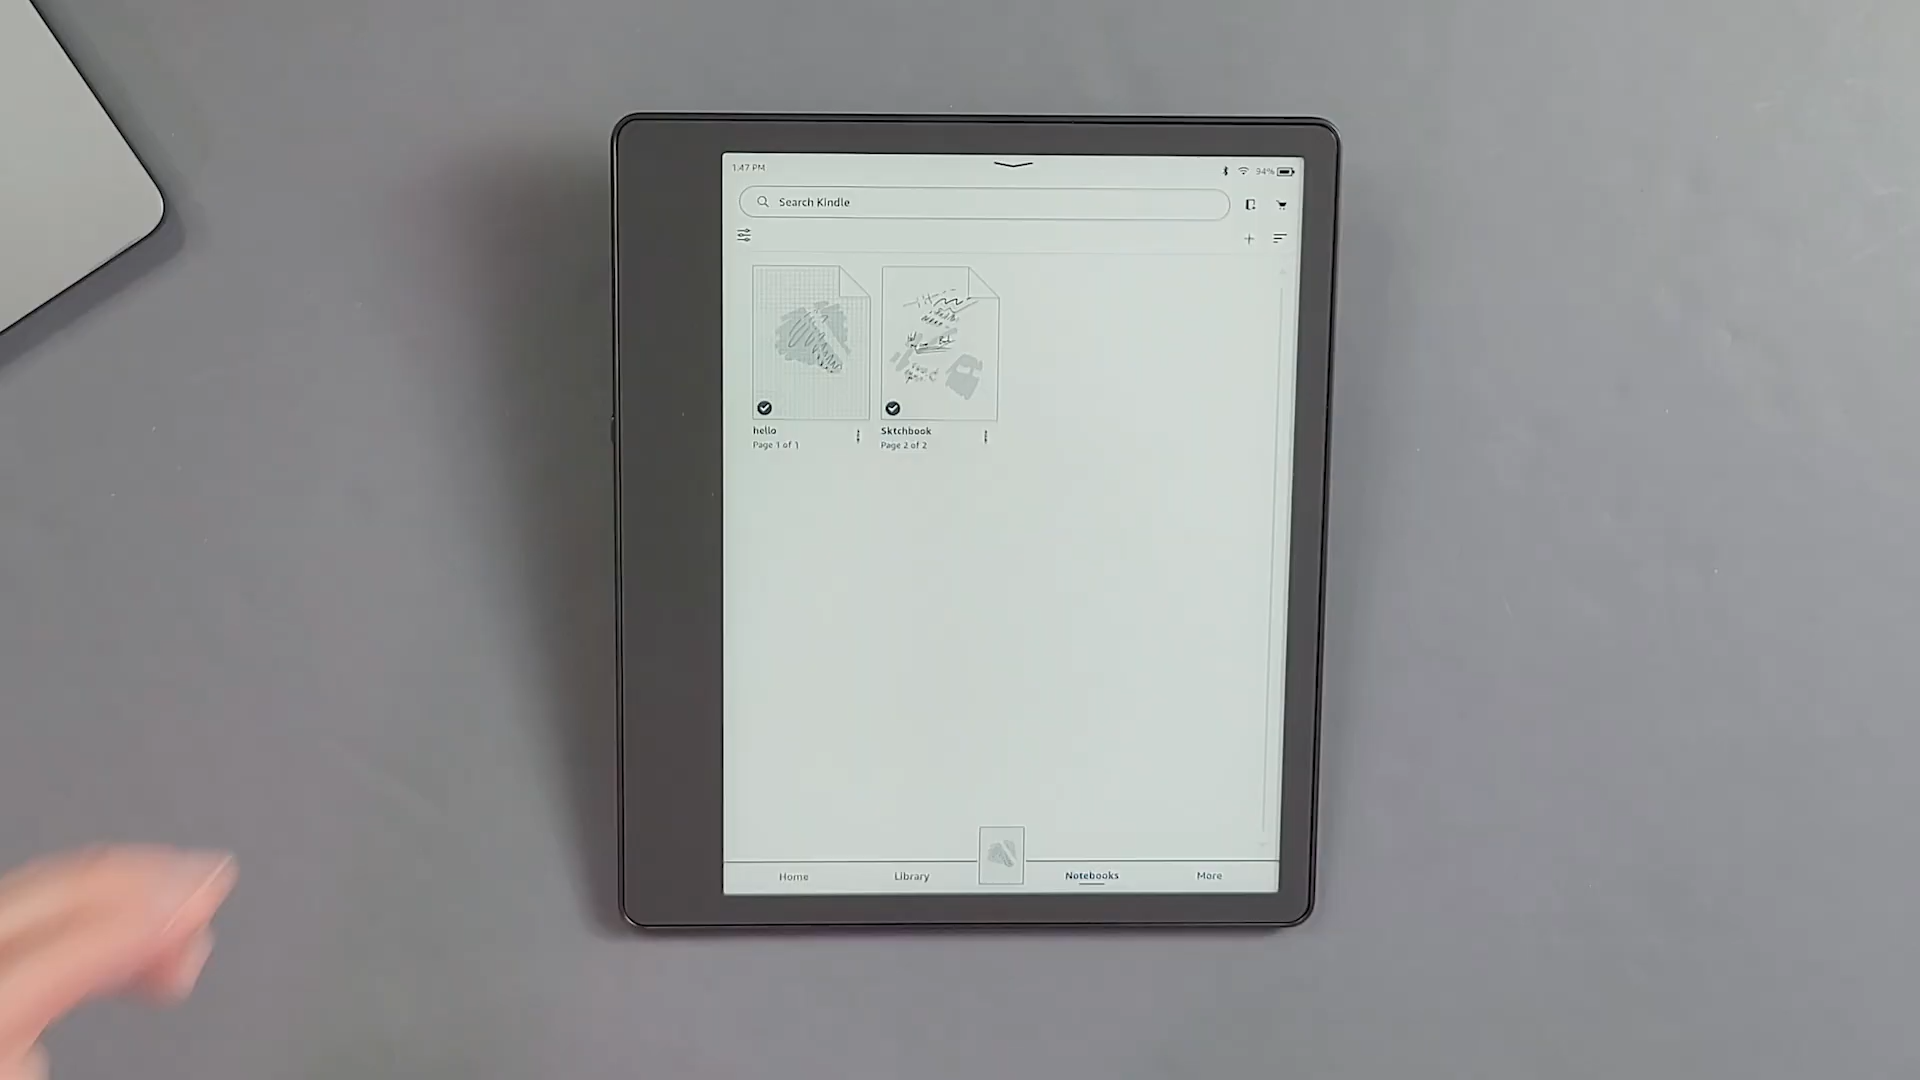 1:47 PM 94%
Search Kindle
hello
Page 1 of 1
Sktchbook
Page 2 of 2
Home Library Notebooks More